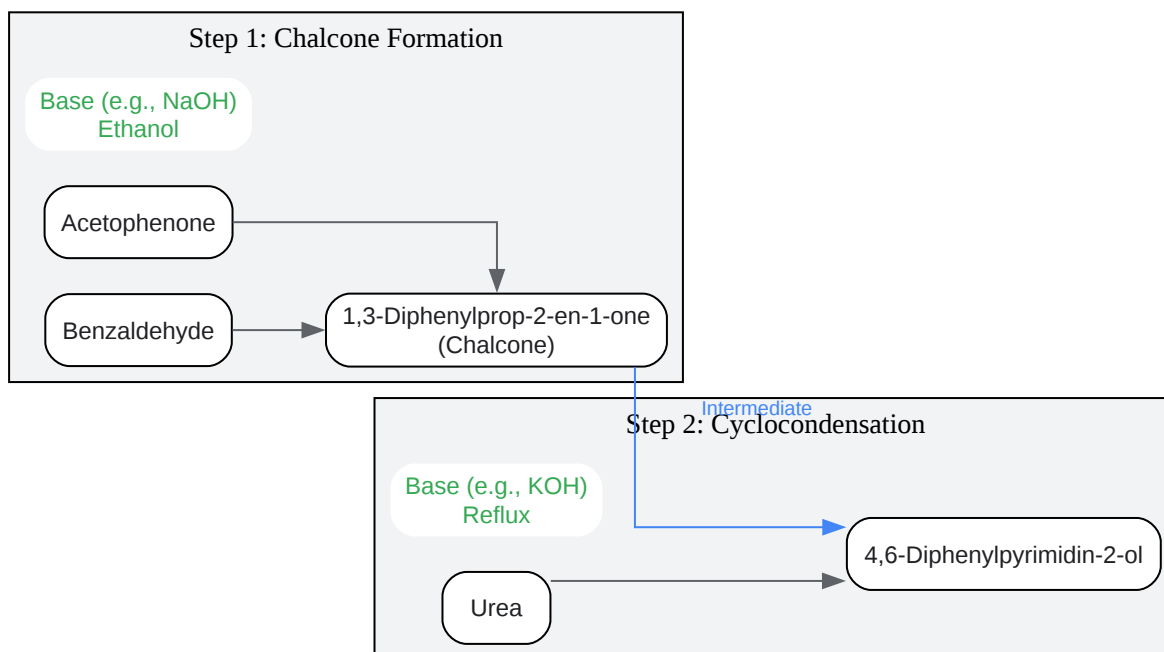 Step 1: Chalcone Formation
Base (e.g., NaOH)
Ethanol
Acetophenone
Benzaldehyde
1,3-Diphenylprop-2-en-1-one
(Chalcone)
Intermediate
Step 2: Cyclocondensation
Base (e.g., KOH)
Reflux
4,6-Diphenylpyrimidin-2-ol
Urea